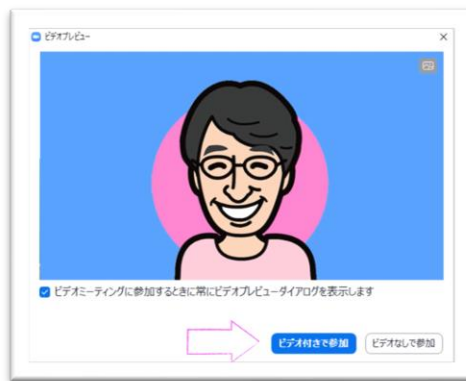 ビデオプレビュー
ビデオミーティングに参加するときに常にビデオプレビューダイアログを表示します
ビデオ付きで参加
ビデオなしで参加